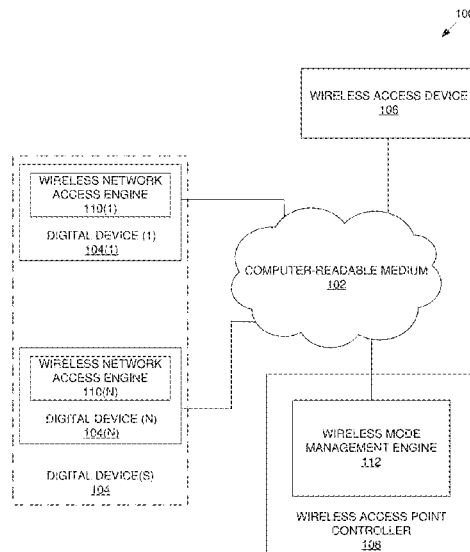 100
WIRELESS ACCESS DEVICE
106
WIRELESS NETWORK
ACCESS ENGINE
110(1)
DIGITAL DEVICE (1)
104(1)
COMPUTER-READABLE MEDIUM
102
WIRELESS NETWORK
ACCESS ENGINE
110(N)
DIGITAL DEVICE (N)
104(N)
DIGITAL DEVICE(S)
104
WIRELESS MODE
MANAGEMENT ENGINE
112
WIRELESS ACCESS POINT
CONTROLLER
108